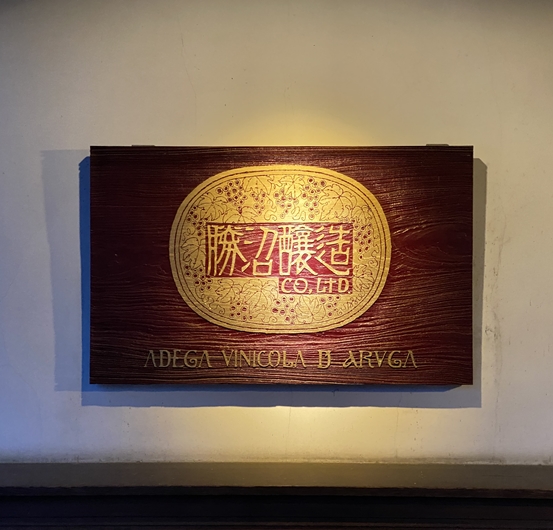 勝沼醸造
CO.,LTD.
ADEGA VINICOLA D ARVGA